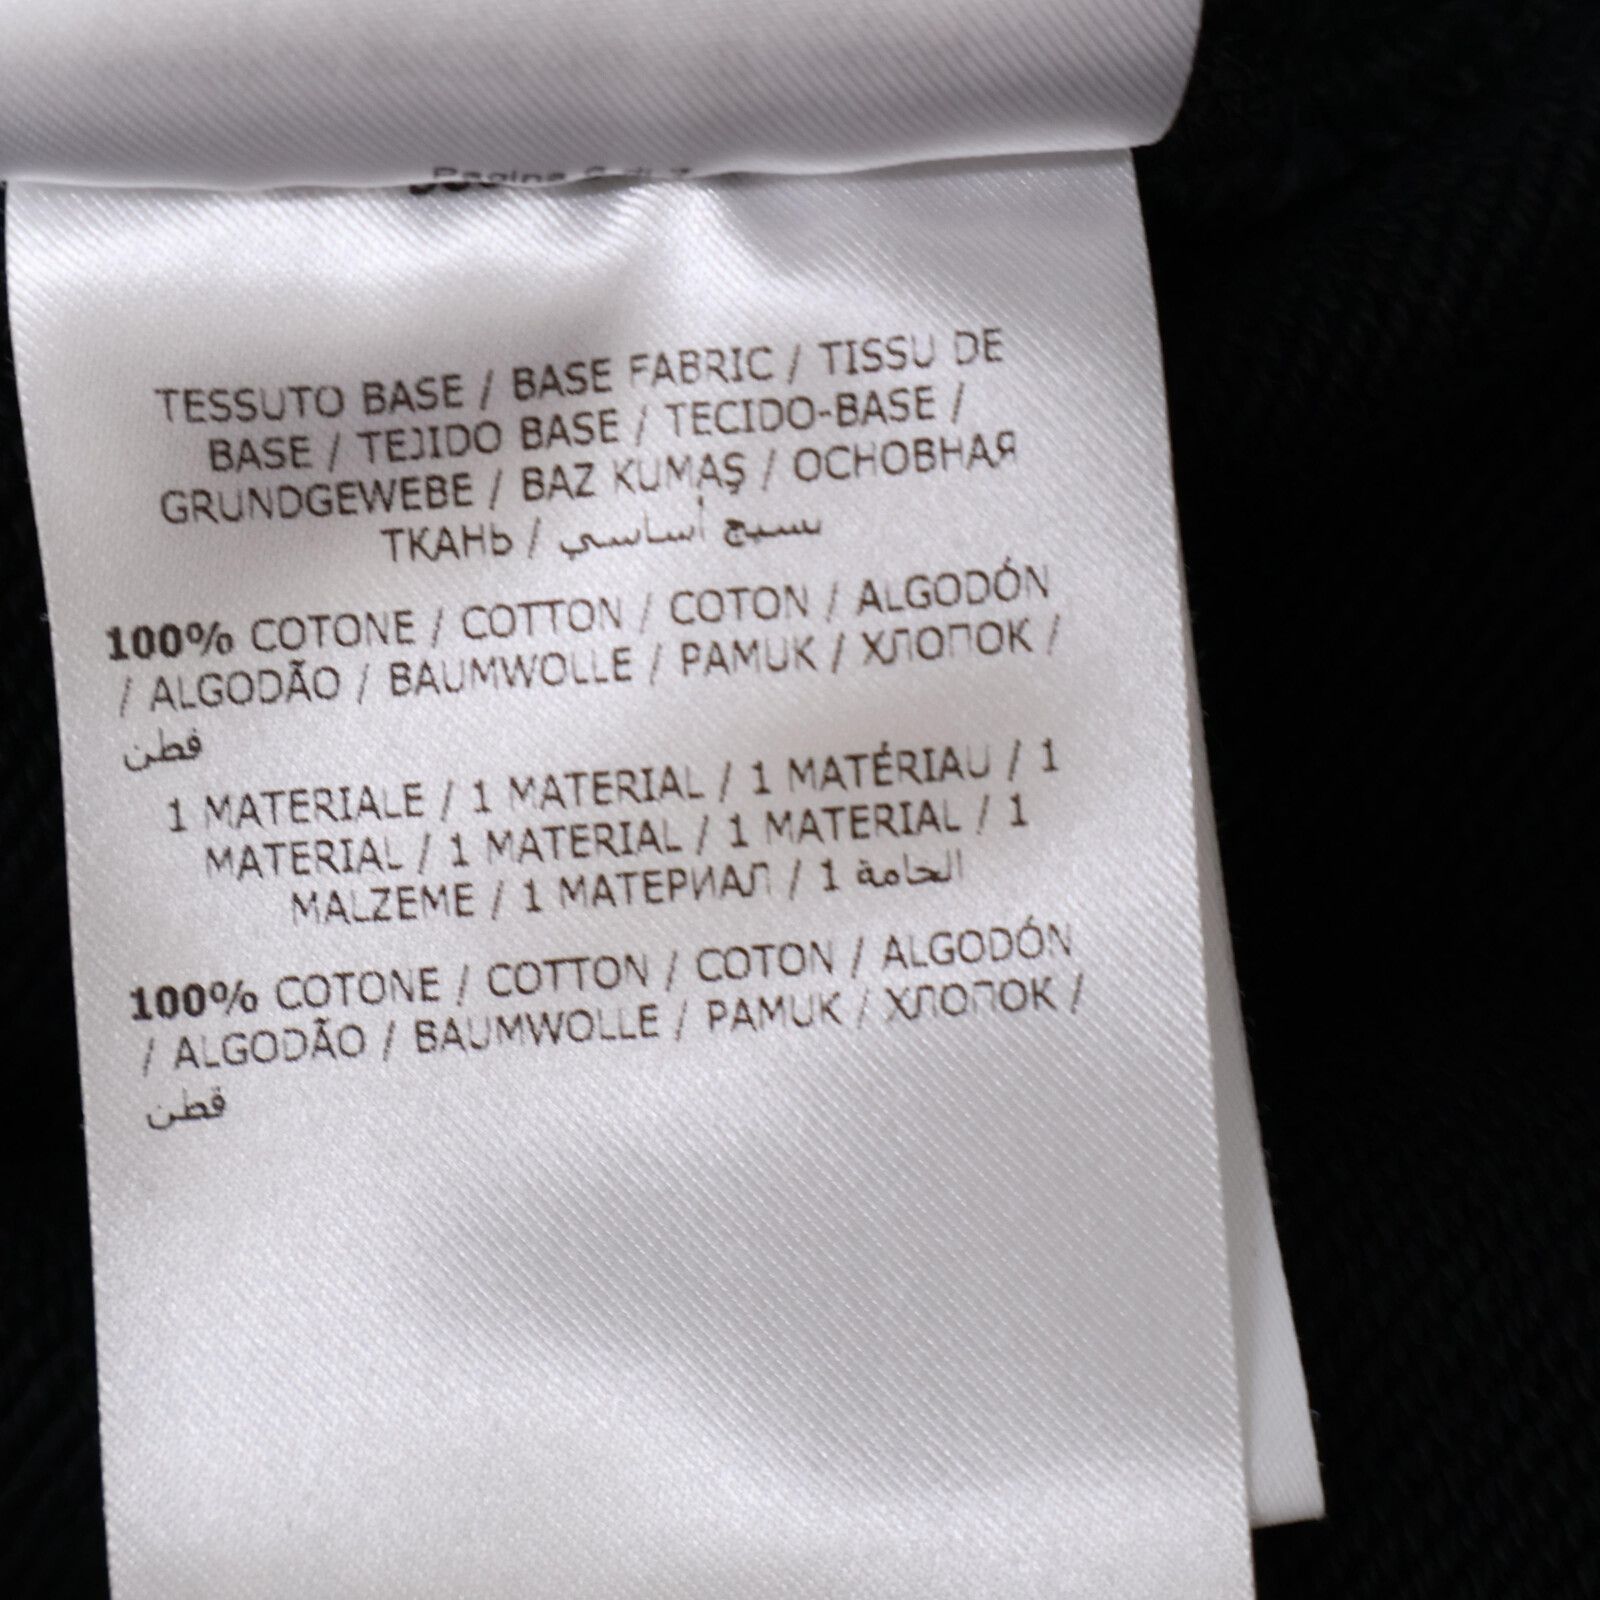 Pagina
TESSUTO BASE / BASE FABRIC / TISSU DE
BASE / TEJIDO BASE / TECIDO-BASE /
GRUNDGEWEBE / BAZ KUMAŞ / ОСНОВНАЯ
ТКАНЬ / نسيج أساسي
100% COTONE / COTTON / COTON / ALGODÓN
/ ALGODÃO / BAUMWOLLE / PAMUK / ХЛОПОК /
قطن
1 MATERIALE / 1 MATERIAL / 1 MATÉRIAU / 1
MATERIAL / 1 MATERIAL / 1 MATERIAL / 1
MALZEME / 1 МАТЕРИАЛ / 1 الخامة
100% COTONE / COTTON / COTON / ALGODÓN
/ ALGODÃO / BAUMWOLLE / PAMUK / ХЛОПОК /
قطن